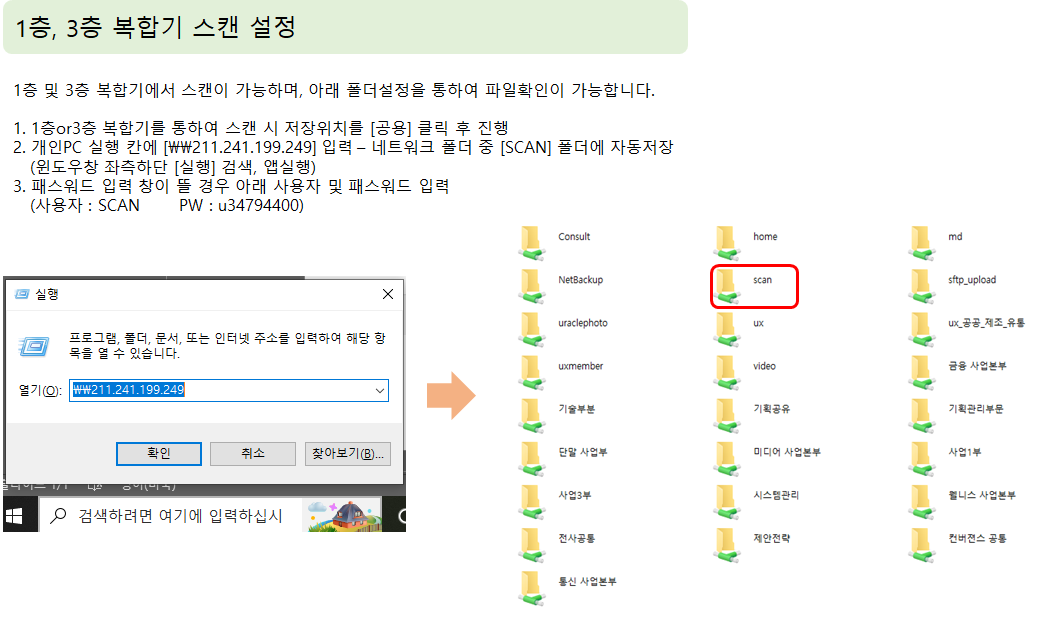 1층, 3층 복합기 스캔 설정
1층 및 3층 복합기에서 스캔이 가능하며, 아래 폴더설정을 통하여 파일확인이 가능합니다.
1. 1층or3층 복합기를 통하여 스캔 시 저장위치를 [공용] 클릭 후 진행
2. 개인PC 실행 칸에 [₩₩211.241.199.249] 입력 – 네트워크 폴더 중 [SCAN] 폴더에 자동저장
(윈도우창 좌측하단 [실행] 검색, 앱실행)
3. 패스워드 입력 창이 뜰 경우 아래 사용자 및 패스워드 입력
(사용자 : SCAN PW : u34794400)
실행
프로그램, 폴더, 문서, 또는 인터넷 주소를 입력하여 해당 항
목을 열 수 있습니다.
열기(O): ₩₩211.241.199.249
확인 취소 찾아보기(B)...
검색하려면 여기에 입력하십시
Consult home md
NetBackup scan sftp_upload
uraclephoto ux ux_공공_제조_유통
uxmember video 금융 사업본부
기술부분 기획공유 기획관리부문
단말 사업부 미디어 사업본부 사업1부
사업3부 시스템관리 웰니스 사업본부
전사공통 제안전략 컨버젼스 공통
통신 사업본부